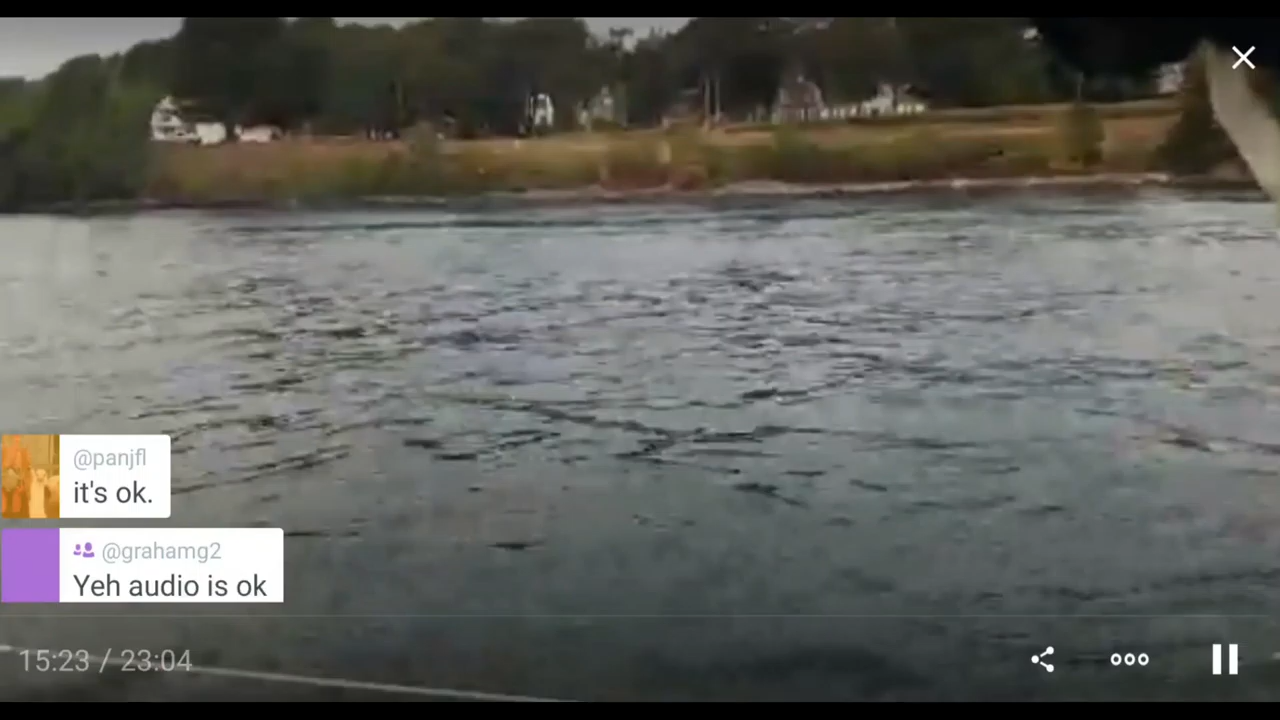 @panjfl
it's ok.
@grahamg2
Yeh audio is ok
15:23 / 23:04